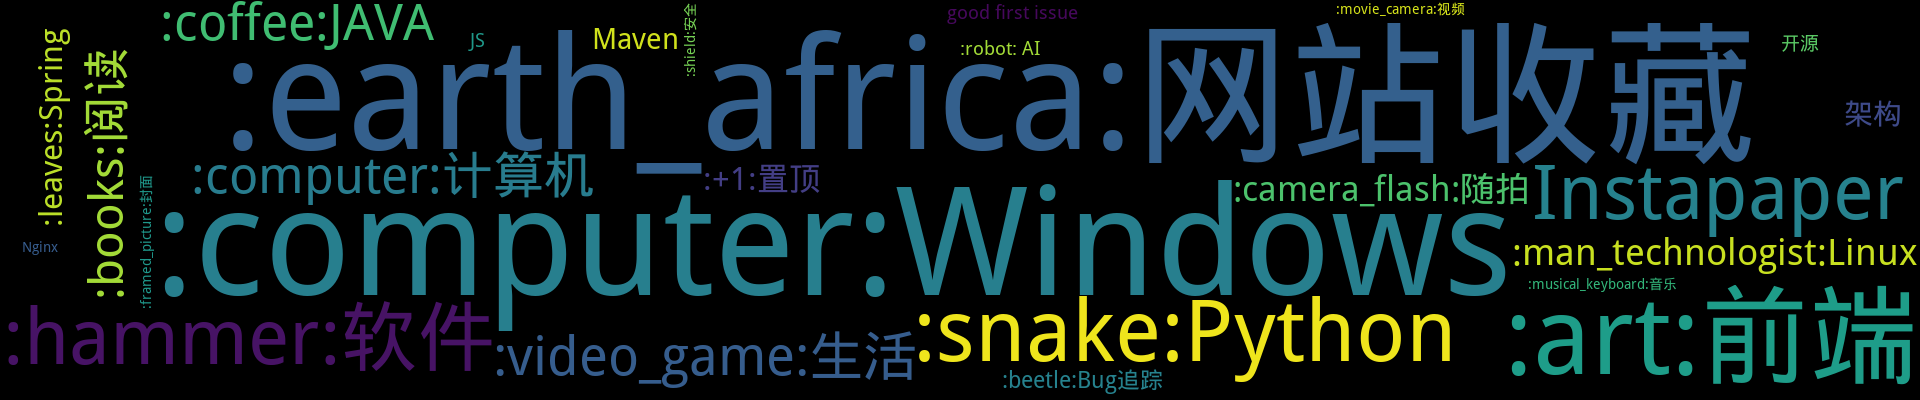 :coffee:JAVA
JS
Maven
:shield:安全
good first issue
:robot: AI
:movie_camera:视频
开源
:leaves:Spring
:books:阅读
:earth_africa:网站收藏
架构
:computer:计算机
:+1:置顶
:camera_flash:随拍
Instapaper
:framed_picture:封面
Nginx
:computer:Windows
:man_technologist:Linux
:musical_keyboard:音乐
:hammer:软件
:video_game:生活
:snake:Python
:beetle:Bug追踪
:art:前端